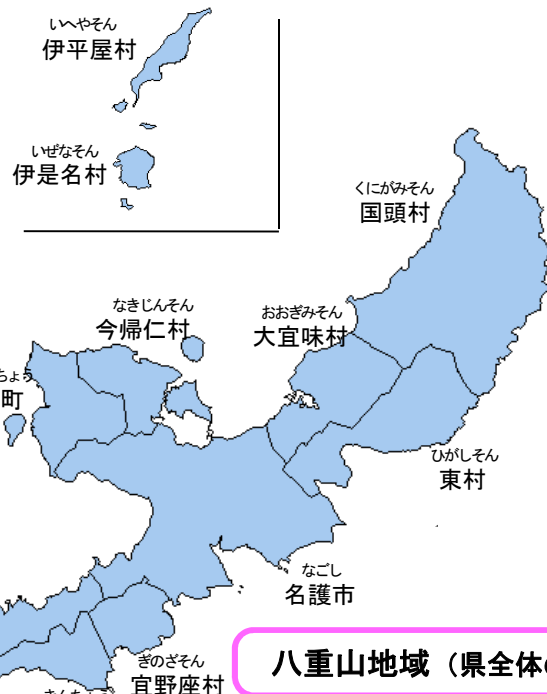 いへやそん
伊平屋村
いぜなそん
伊是名村
くにがみそん
国頭村
なきじんそん
今帰仁村
おおぎみそん
大宜味村
ちょう
町
ひがしそん
東村
なごし
名護市
ぎのざそん
宜野座村
八重山地域（県全体の